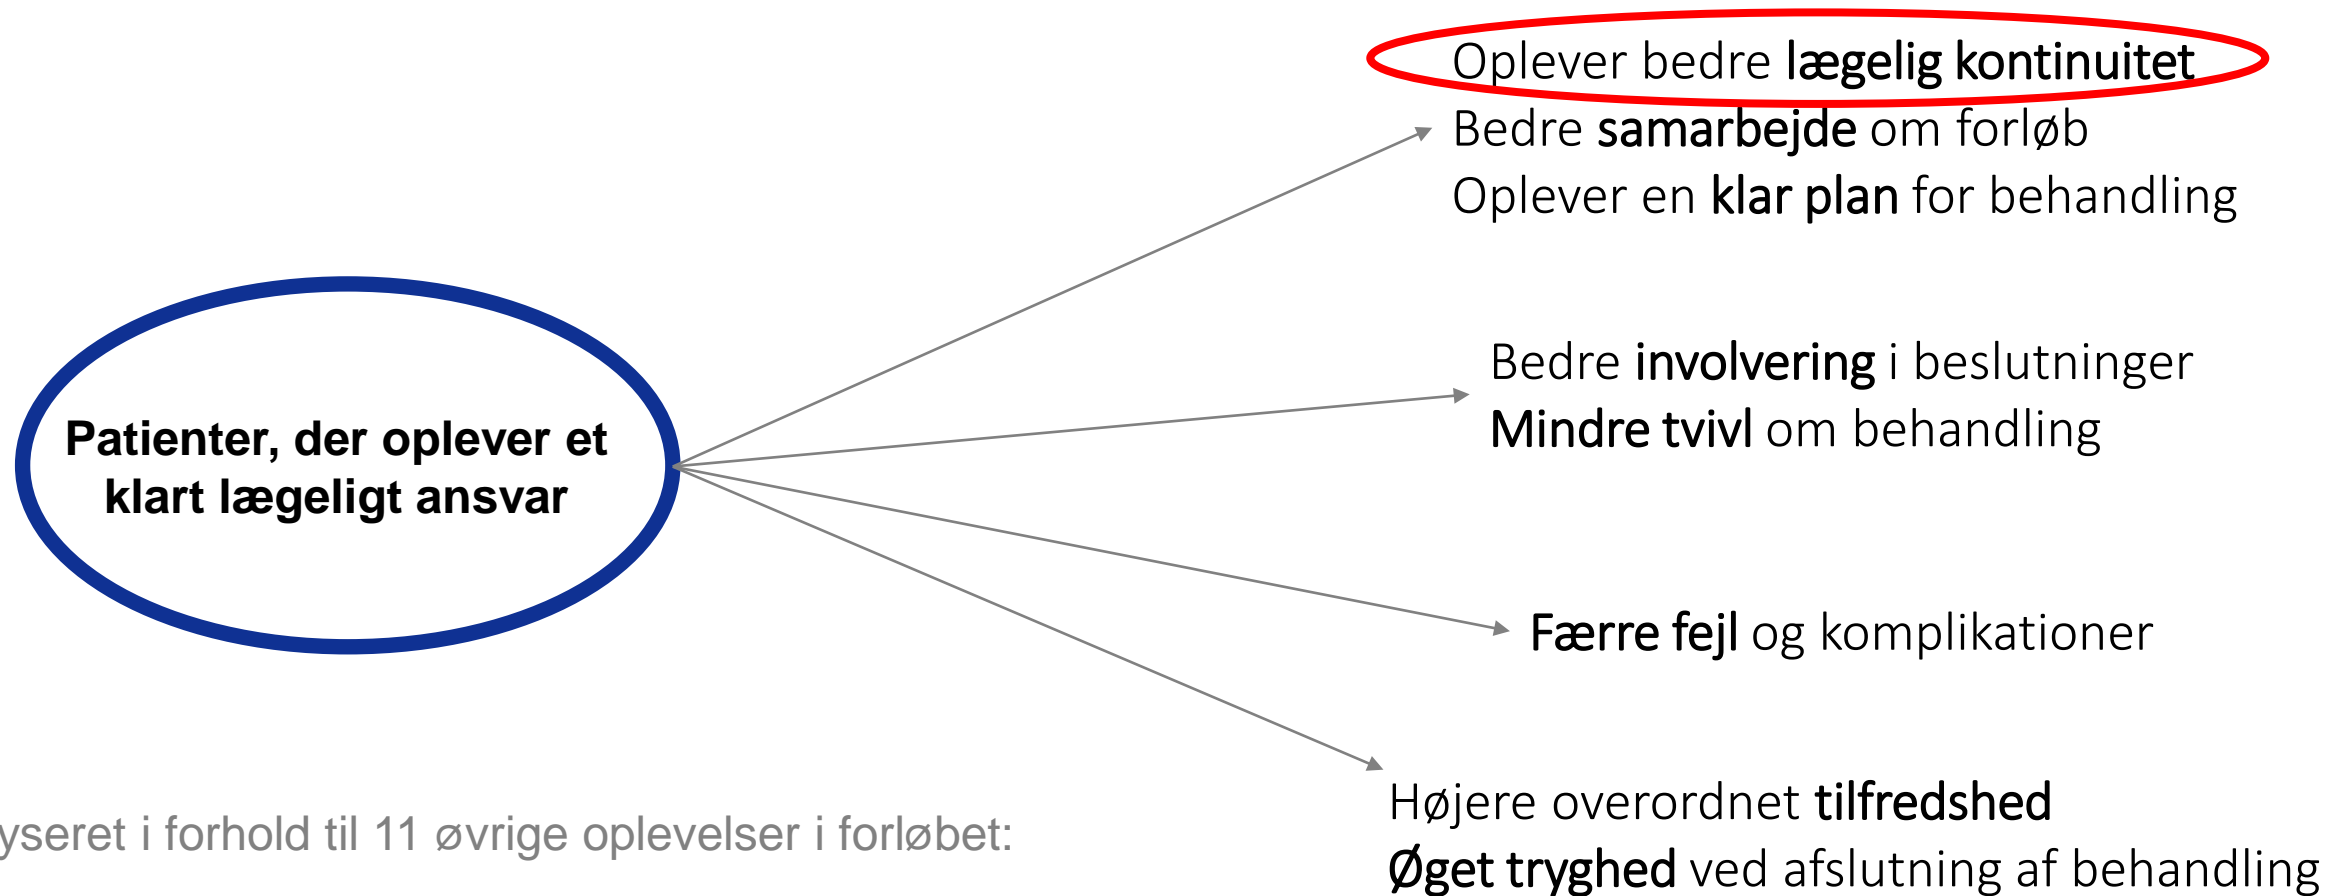 Oplever bedre lægelig kontinuitet
Bedre samarbejde om forløb
Oplever en klar plan for behandling
Bedre involvering i beslutninger
Mindre tvivl om behandling
Patienter, der oplever et
klart lægeligt ansvar
Færre fejl og komplikationer
Højere overordnet tilfredshed
Øget tryghed ved afslutning af behandling
yseret i forhold til 11 øvrige oplevelser i forløbet: